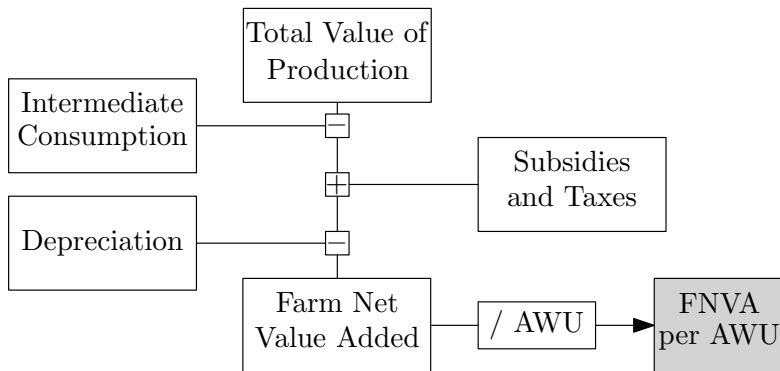 Total Value of
Production
Intermediate
Consumption
−
Subsidies
and Taxes
+
Depreciation
−
Farm Net
Value Added
/ AWU
FNVA
per AWU